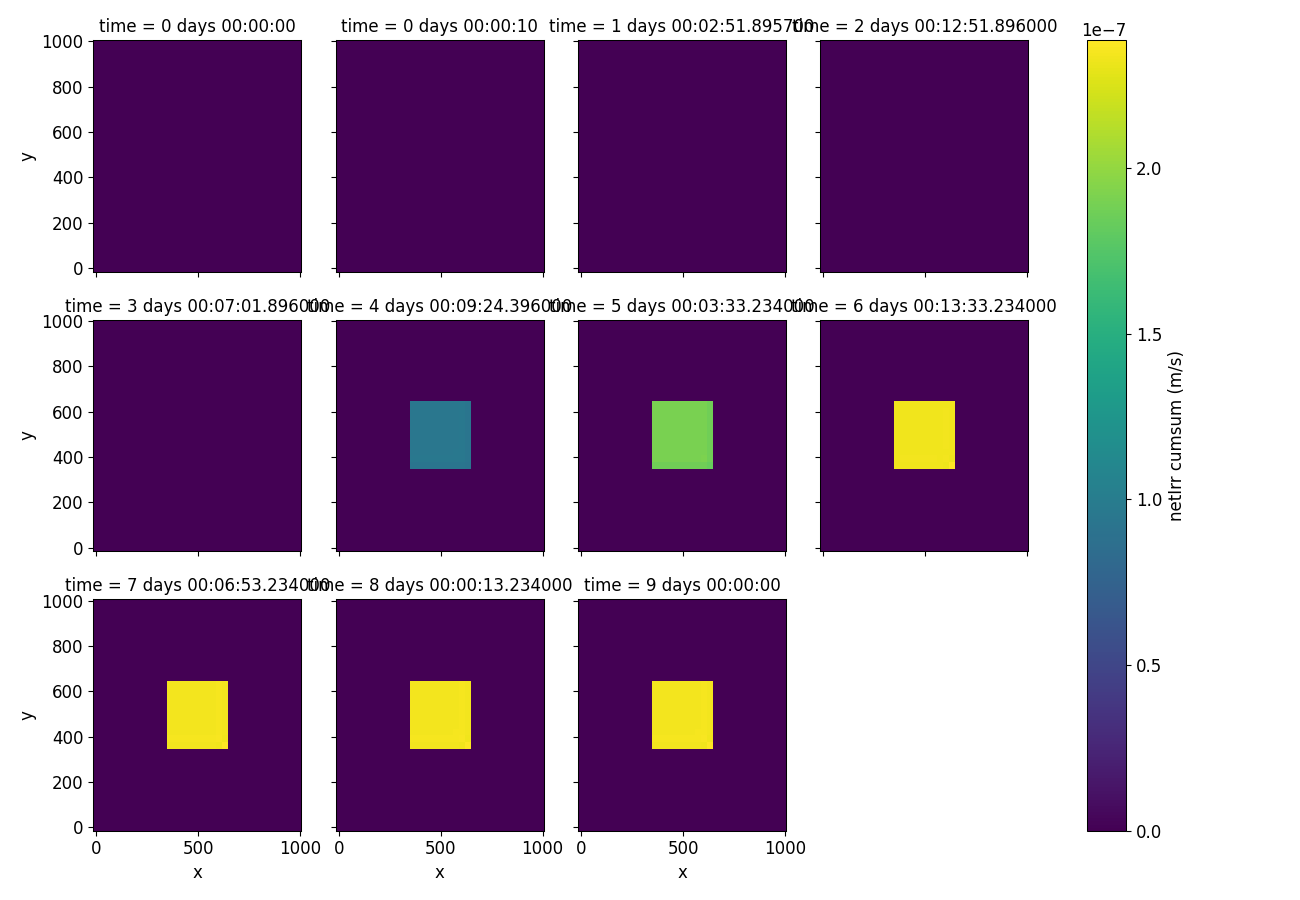 time = 0 days 00:00:00
time = 0 days 00:00:10
time = 1 days 00:02:51.895700
time = 2 days 00:12:51.896000
1e−7
1000
800
600
400
200
0
y
time = 3 days 00:07:01.896000
time = 4 days 00:09:24.396000
time = 5 days 00:03:33.234000
time = 6 days 00:13:33.234000
1000
800
600
400
200
0
y
time = 7 days 00:06:53.234000
time = 8 days 00:00:13.234000
time = 9 days 00:00:00
1000
800
600
400
200
0
y
0 500 1000
x
0 500 1000
x
0 500 1000
x
2.0
1.5
1.0
0.5
0.0
netIrr cumsum (m/s)